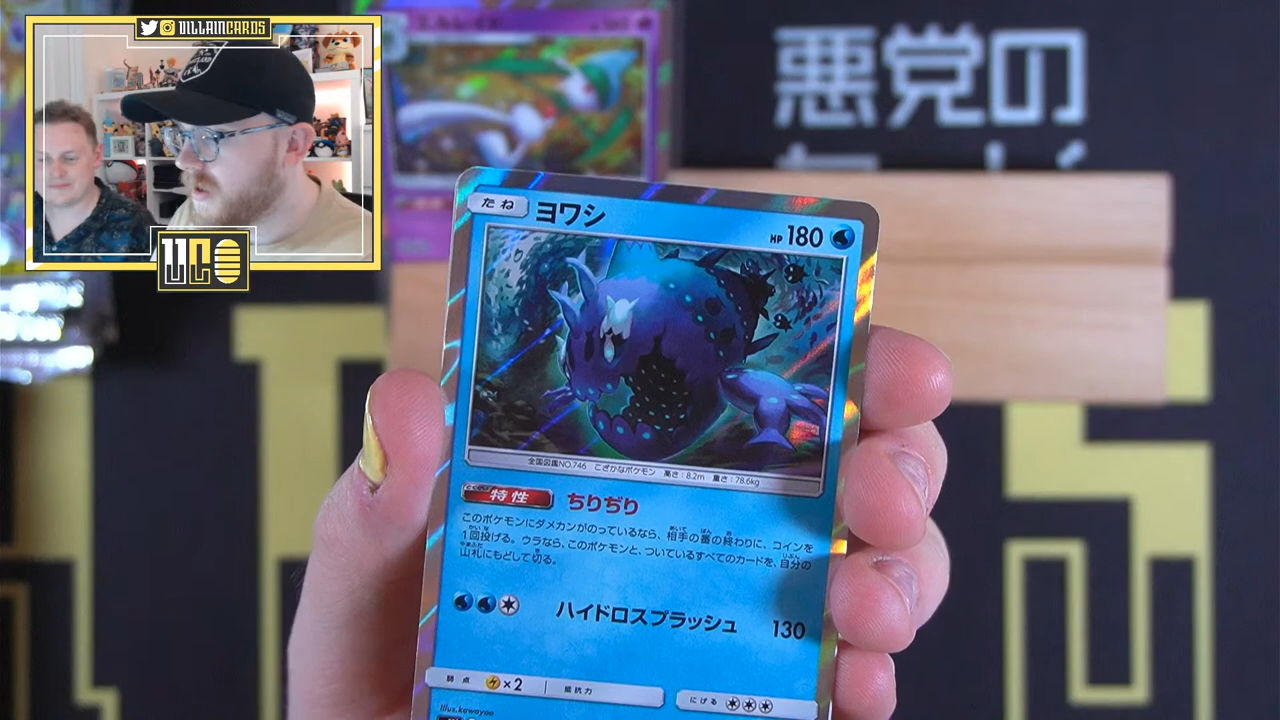 VILLAINCARDS
UCO
悪党の
たね ヨワシ HP 180
全国図鑑NO.746 こざかなポケモン 高さ:8.2m 重さ:78.6kg
特性 ちりぢり
このポケモンにダメカンがのっているなら、相手の番の終わりに、コインを
1回投げる。ウラなら、このポケモンと、ついているすべてのカードを、自分の
山札にもどして切る。
ハイドロスプラッシュ 130
弱点 ×2 抵抗力 にげる
Illus.kawayoo